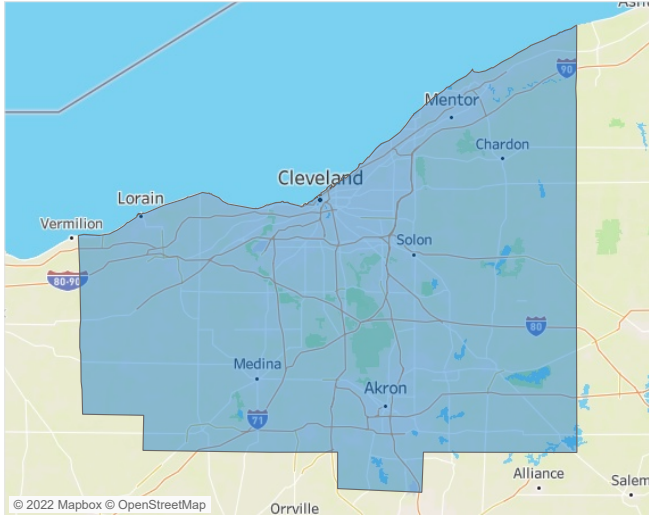 90
Mentor
Chardon
Cleveland
Lorain
Vermilion
Solon
80-90
80
Medina
Akron
71
Alliance
Salem
Orrville
© 2022 Mapbox © OpenStreetMap